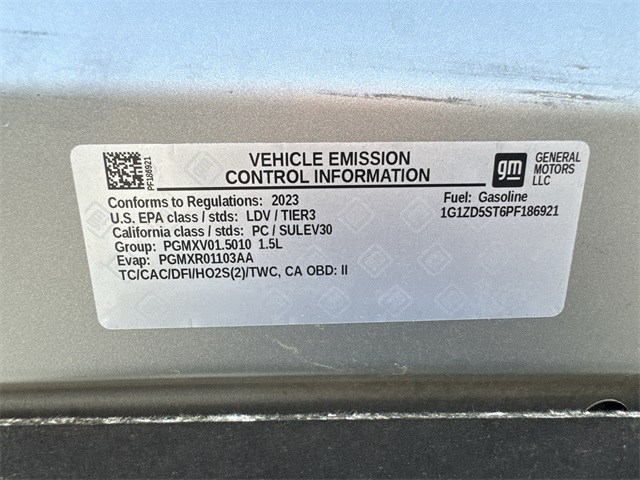 PF186921
VEHICLE EMISSION
CONTROL INFORMATION
gm
GENERAL
MOTORS
LLC
Conforms to Regulations: 2023
Fuel: Gasoline
U.S. EPA class / stds: LDV / TIER3
1G1ZD5ST6PF186921
California class / stds: PC / SULEV30
Group: PGMXV01.5010 1.5L
Evap: PGMXR01103AA
TC/CAC/DFI/HO2S(2)/TWC, CA OBD: II